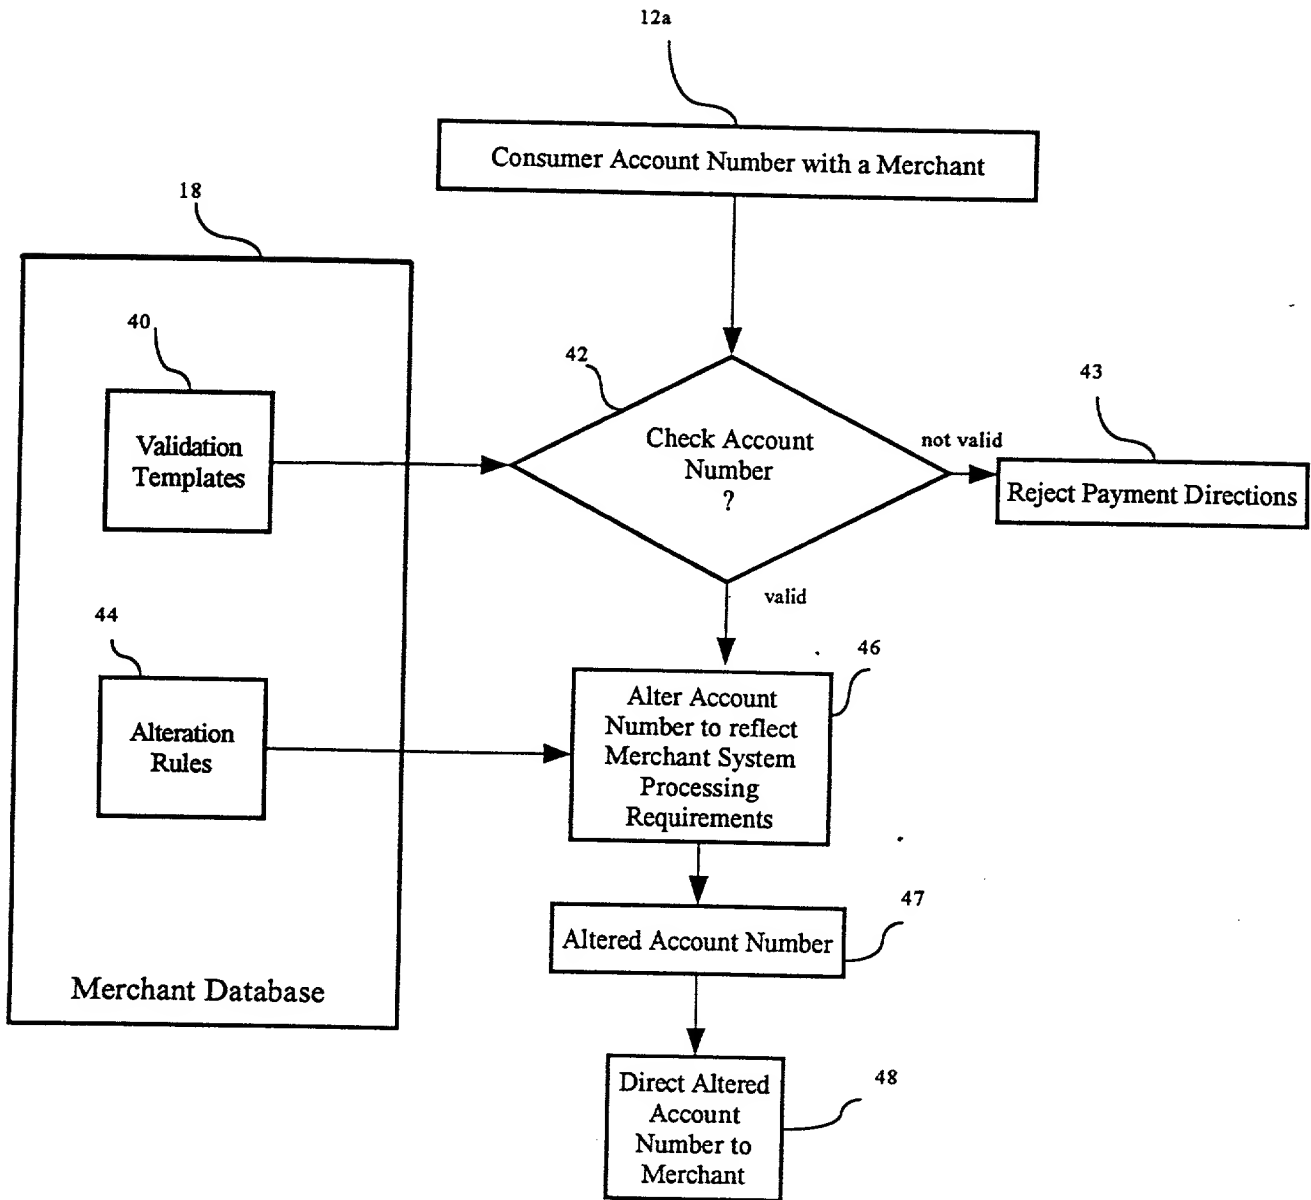 12a
Consumer Account Number with a Merchant
18
40
Validation
Templates
42
Check Account
Number
?
not valid
43
Reject Payment Directions
valid
44
Alteration
Rules
46
Alter Account
Number to reflect
Merchant System
Processing
Requirements
47
Altered Account Number
Merchant Database
48
Direct Altered
Account
Number to
Merchant